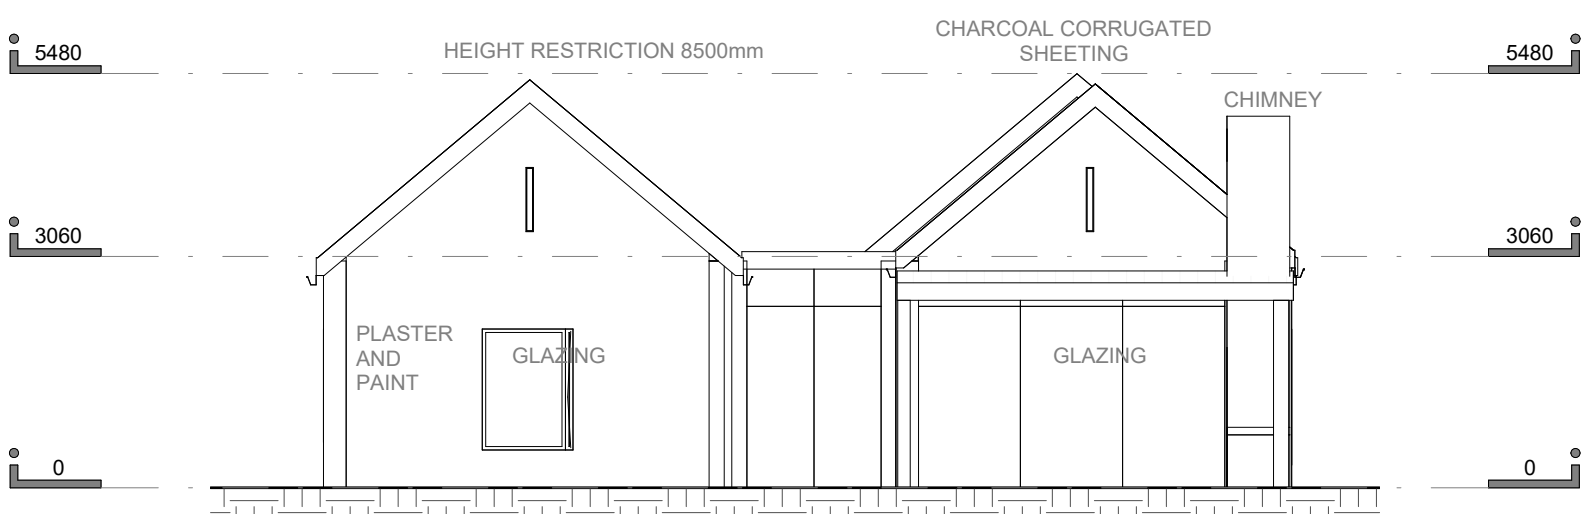 CHARCOAL CORRUGATED
SHEETING
HEIGHT RESTRICTION 8500mm
5480
5480
CHIMNEY
3060
3060
PLASTER
AND
PAINT
GLAZING
GLAZING
0
0